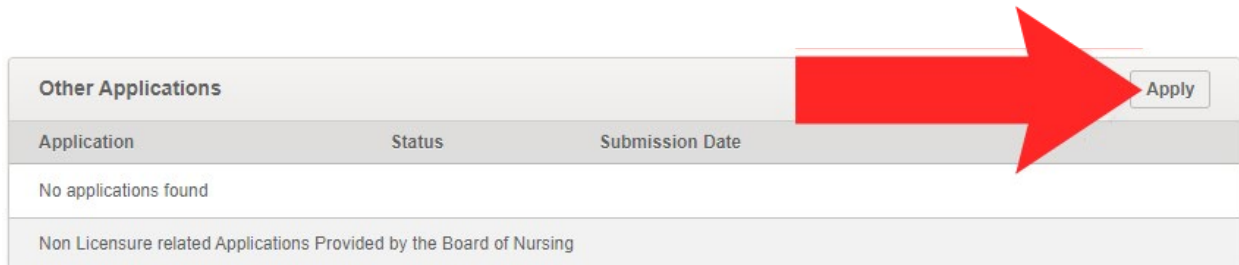 Other Applications Apply
Application Status Submission Date
No applications found
Non Licensure related Applications Provided by the Board of Nursing